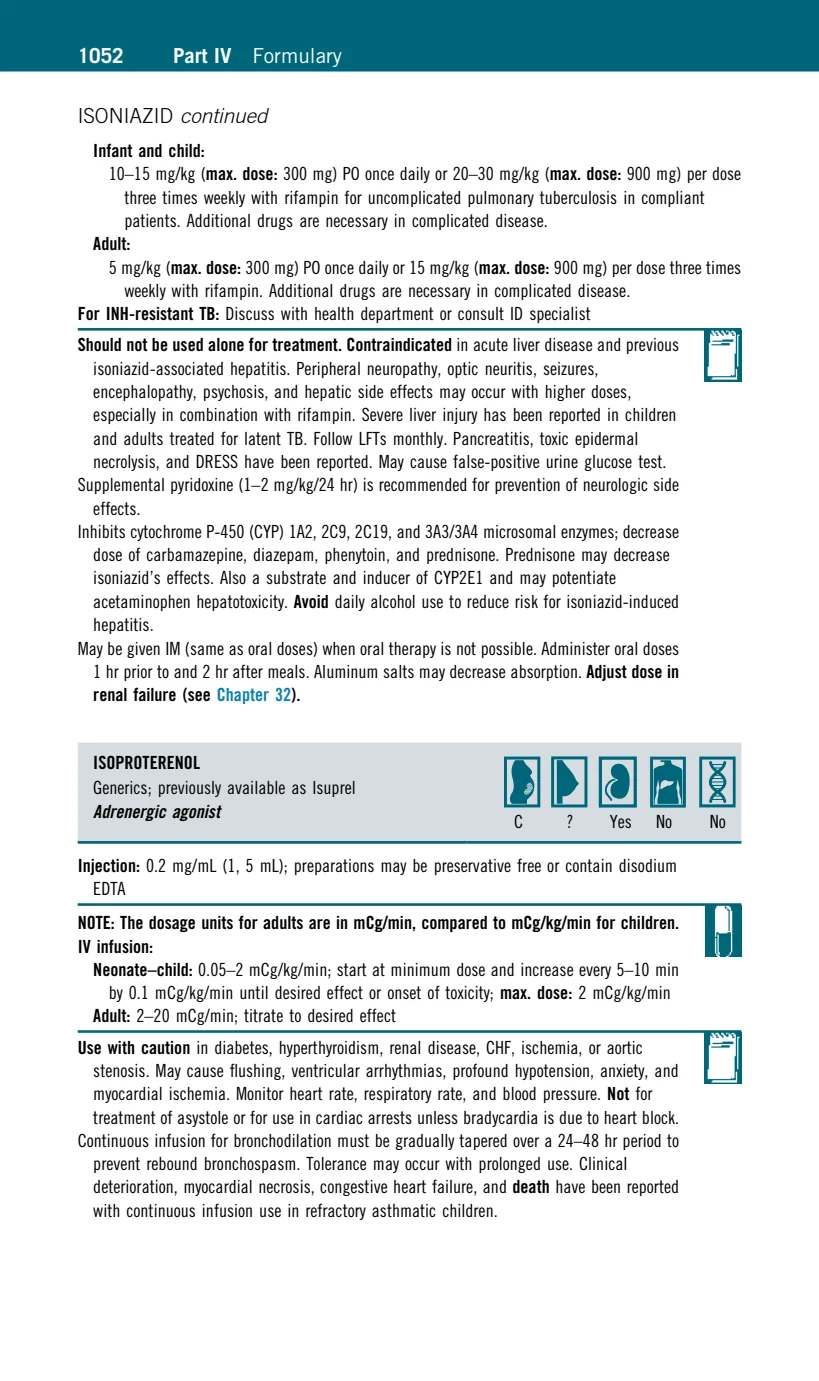 1052 Part IV Formulary
ISONIAZID continued
Infant and child:
10–15 mg/kg (max. dose: 300 mg) PO once daily or 20–30 mg/kg (max. dose: 900 mg) per dose
three times weekly with rifampin for uncomplicated pulmonary tuberculosis in compliant
patients. Additional drugs are necessary in complicated disease.
Adult:
5 mg/kg (max. dose: 300 mg) PO once daily or 15 mg/kg (max. dose: 900 mg) per dose three times
weekly with rifampin. Additional drugs are necessary in complicated disease.
For INH-resistant TB: Discuss with health department or consult ID specialist
Should not be used alone for treatment. Contraindicated in acute liver disease and previous
isoniazid-associated hepatitis. Peripheral neuropathy, optic neuritis, seizures,
encephalopathy, psychosis, and hepatic side effects may occur with higher doses,
especially in combination with rifampin. Severe liver injury has been reported in children
and adults treated for latent TB. Follow LFTs monthly. Pancreatitis, toxic epidermal
necrolysis, and DRESS have been reported. May cause false-positive urine glucose test.
Supplemental pyridoxine (1–2 mg/kg/24 hr) is recommended for prevention of neurologic side
effects.
Inhibits cytochrome P-450 (CYP) 1A2, 2C9, 2C19, and 3A3/3A4 microsomal enzymes; decrease
dose of carbamazepine, diazepam, phenytoin, and prednisone. Prednisone may decrease
isoniazid's effects. Also a substrate and inducer of CYP2E1 and may potentiate
acetaminophen hepatotoxicity. Avoid daily alcohol use to reduce risk for isoniazid-induced
hepatitis.
May be given IM (same as oral doses) when oral therapy is not possible. Administer oral doses
1 hr prior to and 2 hr after meals. Aluminum salts may decrease absorption. Adjust dose in
renal failure (see Chapter 32).
ISOPROTERENOL
Generics; previously available as Isuprel
Adrenergic agonist
C ? Yes No No
Injection: 0.2 mg/mL (1, 5 mL); preparations may be preservative free or contain disodium
EDTA
NOTE: The dosage units for adults are in mCg/min, compared to mCg/kg/min for children.
IV infusion:
Neonate–child: 0.05–2 mCg/kg/min; start at minimum dose and increase every 5–10 min
by 0.1 mCg/kg/min until desired effect or onset of toxicity; max. dose: 2 mCg/kg/min
Adult: 2–20 mCg/min; titrate to desired effect
Use with caution in diabetes, hyperthyroidism, renal disease, CHF, ischemia, or aortic
stenosis. May cause flushing, ventricular arrhythmias, profound hypotension, anxiety, and
myocardial ischemia. Monitor heart rate, respiratory rate, and blood pressure. Not for
treatment of asystole or for use in cardiac arrests unless bradycardia is due to heart block.
Continuous infusion for bronchodilation must be gradually tapered over a 24–48 hr period to
prevent rebound bronchospasm. Tolerance may occur with prolonged use. Clinical
deterioration, myocardial necrosis, congestive heart failure, and death have been reported
with continuous infusion use in refractory asthmatic children.